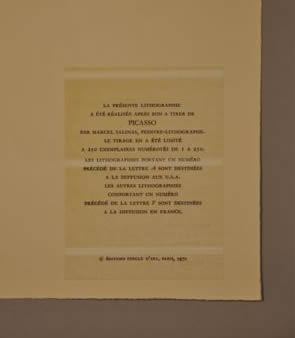 LA PRÉSENTE LITHOGRAPHIE
A ÉTÉ RÉALISÉE APRÈS BON A TIRER DE
PICASSO
PAR MARCEL SALINAS, PEINTRE-LITHOGRAPHE.
LE TIRAGE EN A ÉTÉ LIMITÉ
A 250 EXEMPLAIRES NUMÉROTÉS DE 1 A 250.
LES LITHOGRAPHIES PORTANT UN NUMÉRO
PRÉCÉDÉ DE LA LETTRE A SONT DESTINÉES
A LA DIFFUSION AUX U.S.A.
LES AUTRES LITHOGRAPHIES
COMPORTANT UN NUMÉRO
PRÉCÉDÉ DE LA LETTRE F SONT DESTINÉES
A LA DIFFUSION EN FRANCE.
© ÉDITIONS CERCLE D'ART, PARIS, 1971